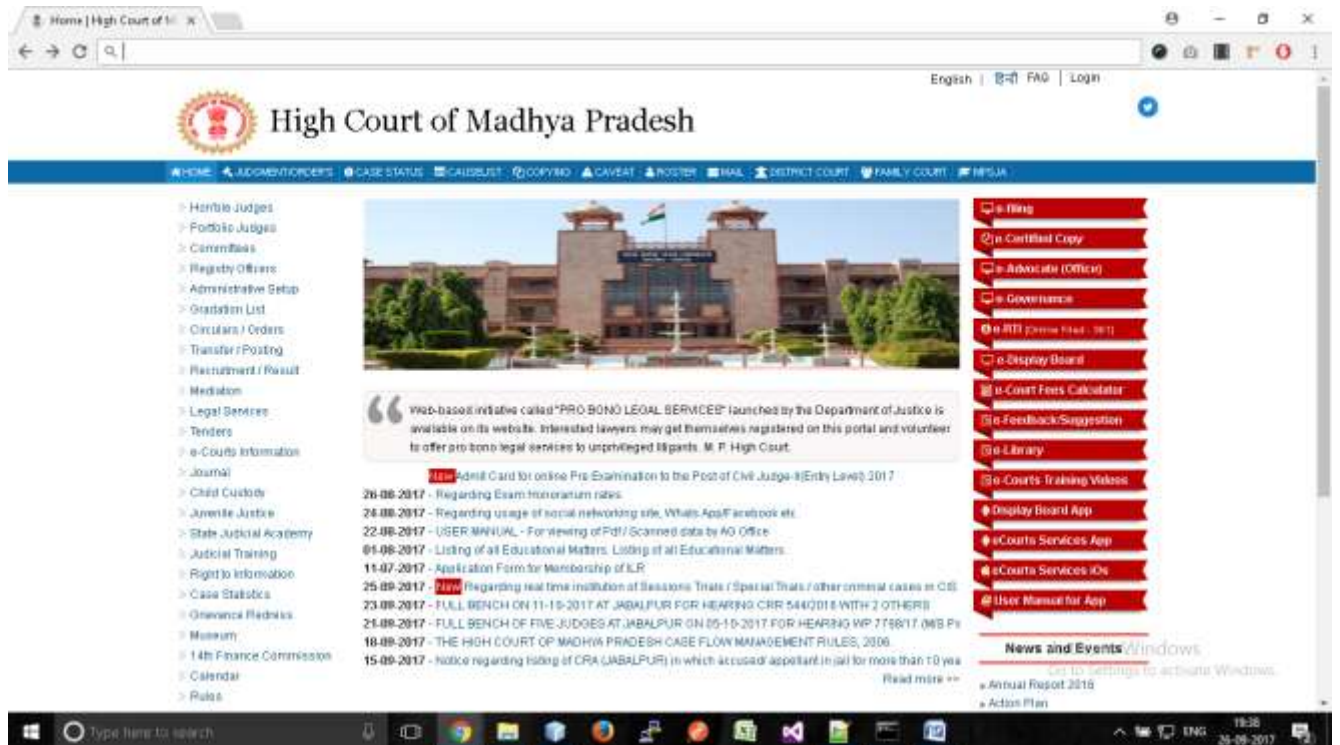 Home | High Court of M
English | हिन्दी FAQ | Login
High Court of Madhya Pradesh
HOME JUDGMENT/ORDERS CASE STATUS CAUSELIST COPYING CAVEAT ROSTER MAIL DISTRICT COURT FAMILY COURT MPSJA
Hon'ble Judges
Portfolio Judges
Committees
Registry Officers
Administrative Setup
Gradation List
Circulars / Orders
Transfer / Posting
Recruitment / Result
Mediation
Legal Services
Tenders
e-Courts Information
Journal
Child Custody
Juvenile Justice
State Judicial Academy
Judicial Training
Right to Information
Case Statistics
Grievance Redress
Museum
14th Finance Commission
Calendar
Rules
Web-based initiative called "PRO BONO LEGAL SERVICES" launched by the Department of Justice is
available on its website. Interested lawyers may get themselves registered on this portal and volunteer
to offer pro bono legal services to unprivileged litigants. M. P. High Court.
New Admit Card for online Pre Examination to the Post of Civil Judge-II(Entry Level) 2017
26-08-2017 - Regarding Exam Honorarium rates.
24-08-2017 - Regarding usage of social networking site, Whats App/Facebook etc
22-08-2017 - USER MANUAL - For viewing of Pdf / Scanned data by AG Office
01-08-2017 - Listing of all Educational Matters. Listing of all Educational Matters.
11-07-2017 - Application Form for Membership of ILR
25-09-2017 - New Regarding real time institution of Sessions Trials / Special Trials / other criminal cases in CIS
23-09-2017 - FULL BENCH ON 11-10-2017 AT JABALPUR FOR HEARING CRR 544/2016 WITH 2 OTHERS
21-09-2017 - FULL BENCH OF FIVE JUDGES AT JABALPUR ON 05-10-2017 FOR HEARING WP 7768/17 (M/S
18-09-2017 - THE HIGH COURT OF MADHYA PRADESH CASE FLOW MANAGEMENT RULES, 2006.
15-09-2017 - Notice regarding listing of CRA (JABALPUR) in which accused/ appellant in jail for more than 10 yea
Read more >>
e-filing
e-Certified Copy
e-Advocate (Office)
e-Governance
e-RTI (Online Filed -
e-Display Board
e-Court Fees Calculator
e-Feedback/Suggestion
e-Library
e-Courts Training Videos
Display Board App
eCourts Services App
eCourts Services iOs
User Manual for App
News and Events
Windows
Go to Settings to activate Windows.
» Annual Report 2016
» Action Plan
Type here to search
ENG
19:38
26-09-2017